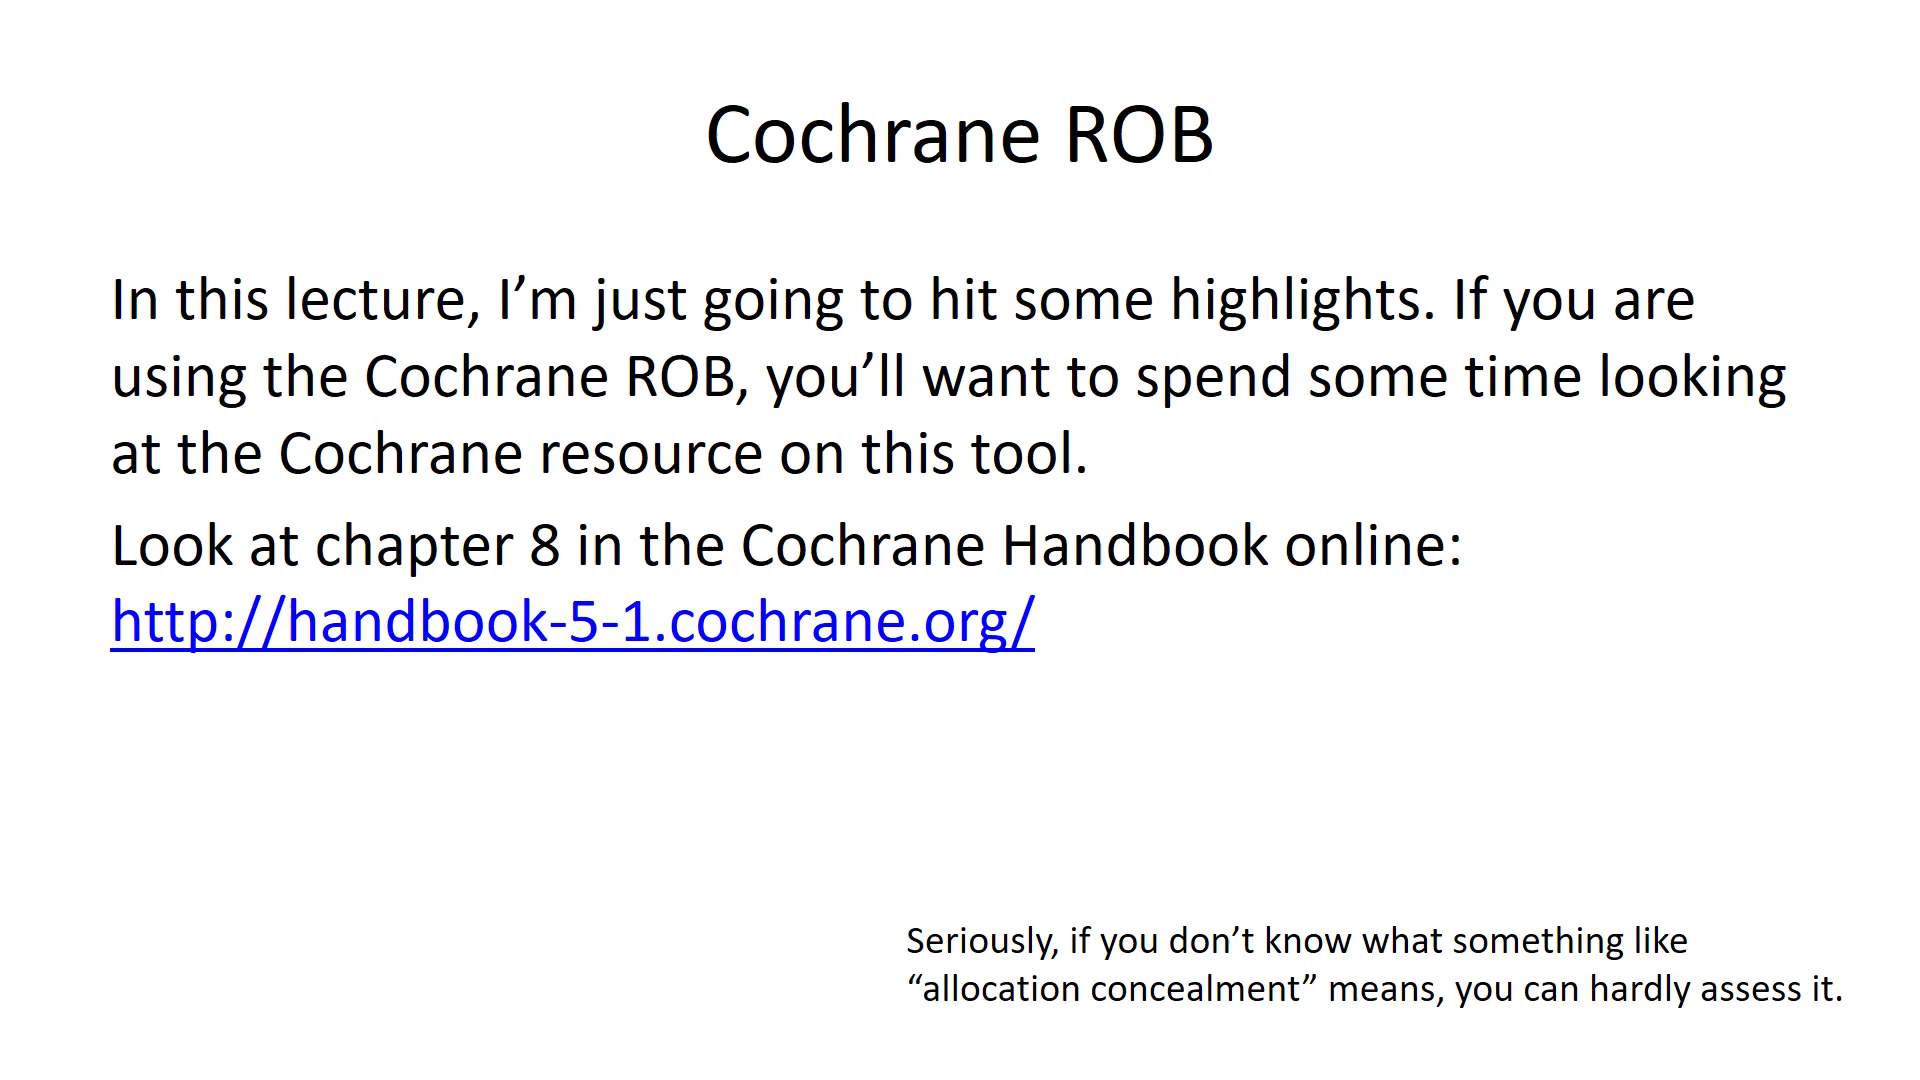 Cochrane ROB
In this lecture, I’m just going to hit some highlights. If you are
using the Cochrane ROB, you’ll want to spend some time looking
at the Cochrane resource on this tool.
Look at chapter 8 in the Cochrane Handbook online:
http://handbook-5-1.cochrane.org/
Seriously, if you don’t know what something like
“allocation concealment” means, you can hardly assess it.